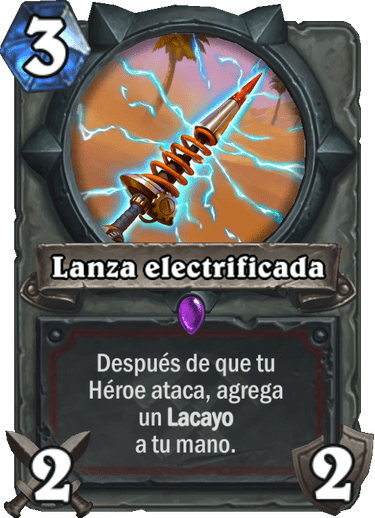 3
Lanza electrificada
Después de que tu
Héroe ataca, agrega
un Lacayo
a tu mano.
2
2